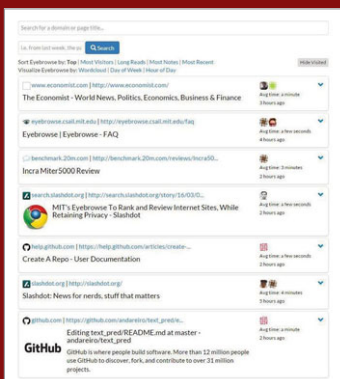 Search for a domain or page title...
i.e. from last week, the pa
Search
Sort Eyebrowse by: Top | Most Visitors | Long Reads | Most Notes | Most Recent
Hide Visited
Visualize Eyebrowse by: Wordcloud | Day of Week | Hour of Day
www.economist.com | http://www.economist.com/
The Economist - World News, Politics, Economics, Business & Finance
Avg time: a minute
3 hours ago
eyebrowse.csail.mit.edu | http://eyebrowse.csail.mit.edu/faq
Eyebrowse | Eyebrowse - FAQ
Avg time: a few seconds
4 hours ago
benchmark.20m.com | http://benchmark.20m.com/reviews/Incra50...
Incra Miter5000 Review
Avg time: 3 minutes
2 hours ago
search.slashdot.org | http://search.slashdot.org/story/16/03/0...
MIT's Eyebrowse To Rank and Review Internet Sites, While
Retaining Privacy - Slashdot
Avg time: a few seconds
2 hours ago
help.github.com | https://help.github.com/articles/create-...
Create A Repo - User Documentation
Avg time: a few seconds
2 hours ago
slashdot.org | http://slashdot.org/
Slashdot: News for nerds, stuff that matters
Avg time: 4 minutes
5 hours ago
github.com | https://github.com/andareiro/text_pred/e...
Editing text_pred/README.md at master -
andareiro/text_pred
GitHub
GitHub is where people build software. More than 12 million people
use GitHub to discover, fork, and contribute to over 31 million
projects.
Avg time: a minute
2 hours ago